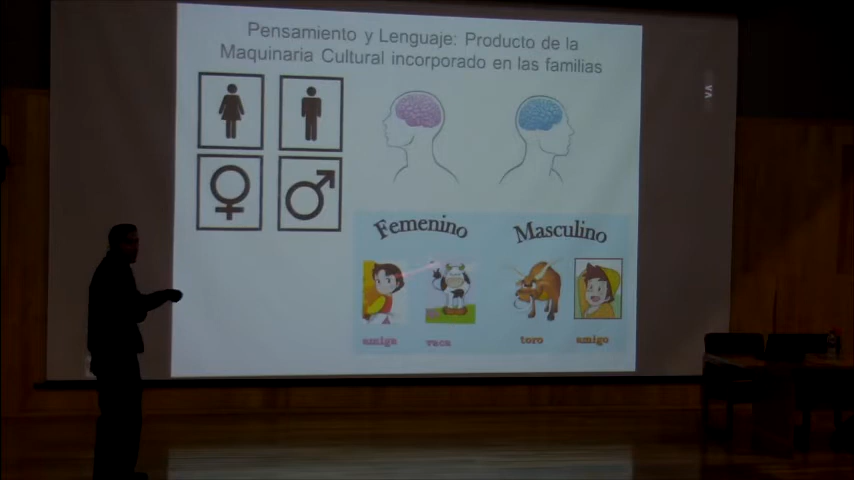 Pensamiento y Lenguaje: Producto de la
Maquinaria Cultural incorporado en las familias
Femenino
Masculino
amiga
vaca
toro
amigo